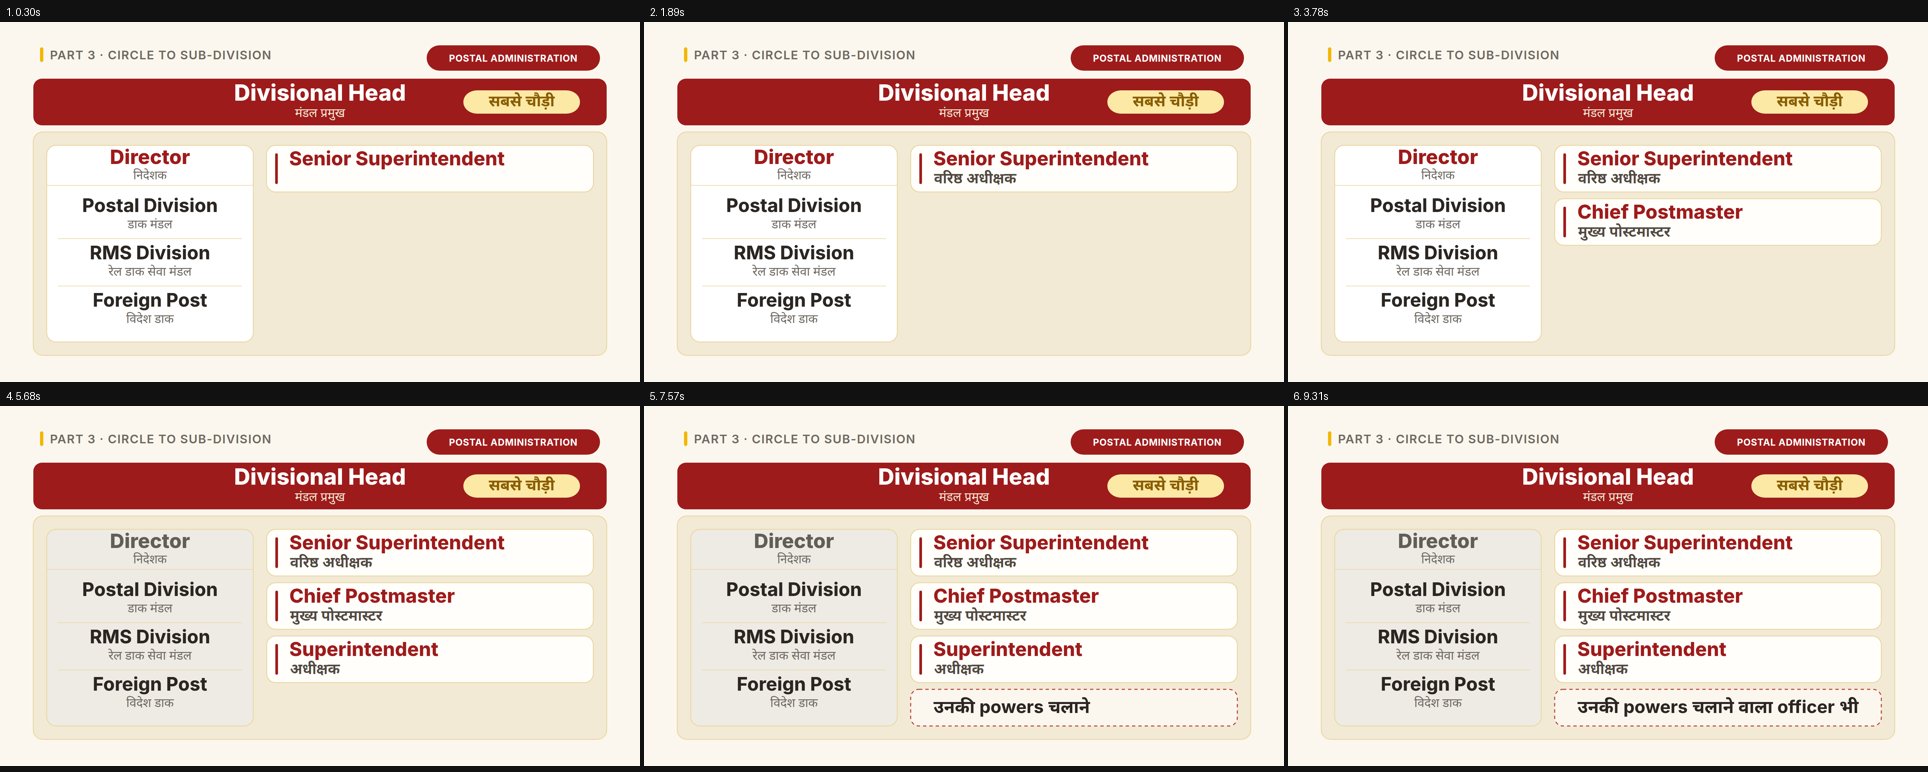 1. 0.30s
PART 3 · CIRCLE TO SUB-DIVISION
POSTAL ADMINISTRATION
Divisional Head
मंडल प्रमुख
सबसे चौड़ी
Director
निदेशक
Postal Division
डाक मंडल
RMS Division
रेल डाक सेवा मंडल
Foreign Post
विदेश डाक
Senior Superintendent
2. 1.89s
PART 3 · CIRCLE TO SUB-DIVISION
POSTAL ADMINISTRATION
Divisional Head
मंडल प्रमुख
सबसे चौड़ी
Director
निदेशक
Postal Division
डाक मंडल
RMS Division
रेल डाक सेवा मंडल
Foreign Post
विदेश डाक
Senior Superintendent
वरिष्ठ अधीक्षक
3. 3.78s
PART 3 · CIRCLE TO SUB-DIVISION
POSTAL ADMINISTRATION
Divisional Head
मंडल प्रमुख
सबसे चौड़ी
Director
निदेशक
Postal Division
डाक मंडल
RMS Division
रेल डाक सेवा मंडल
Foreign Post
विदेश डाक
Senior Superintendent
वरिष्ठ अधीक्षक
Chief Postmaster
मुख्य पोस्टमास्टर
4. 5.68s
PART 3 · CIRCLE TO SUB-DIVISION
POSTAL ADMINISTRATION
Divisional Head
मंडल प्रमुख
सबसे चौड़ी
Director
निदेशक
Postal Division
डाक मंडल
RMS Division
रेल डाक सेवा मंडल
Foreign Post
विदेश डाक
Senior Superintendent
वरिष्ठ अधीक्षक
Chief Postmaster
मुख्य पोस्टमास्टर
Superintendent
अधीक्षक
5. 7.57s
PART 3 · CIRCLE TO SUB-DIVISION
POSTAL ADMINISTRATION
Divisional Head
मंडल प्रमुख
सबसे चौड़ी
Director
निदेशक
Postal Division
डाक मंडल
RMS Division
रेल डाक सेवा मंडल
Foreign Post
विदेश डाक
Senior Superintendent
वरिष्ठ अधीक्षक
Chief Postmaster
मुख्य पोस्टमास्टर
Superintendent
अधीक्षक
उनकी powers चलाने
6. 9.31s
PART 3 · CIRCLE TO SUB-DIVISION
POSTAL ADMINISTRATION
Divisional Head
मंडल प्रमुख
सबसे चौड़ी
Director
निदेशक
Postal Division
डाक मंडल
RMS Division
रेल डाक सेवा मंडल
Foreign Post
विदेश डाक
Senior Superintendent
वरिष्ठ अधीक्षक
Chief Postmaster
मुख्य पोस्टमास्टर
Superintendent
अधीक्षक
उनकी powers चलाने वाला officer भी